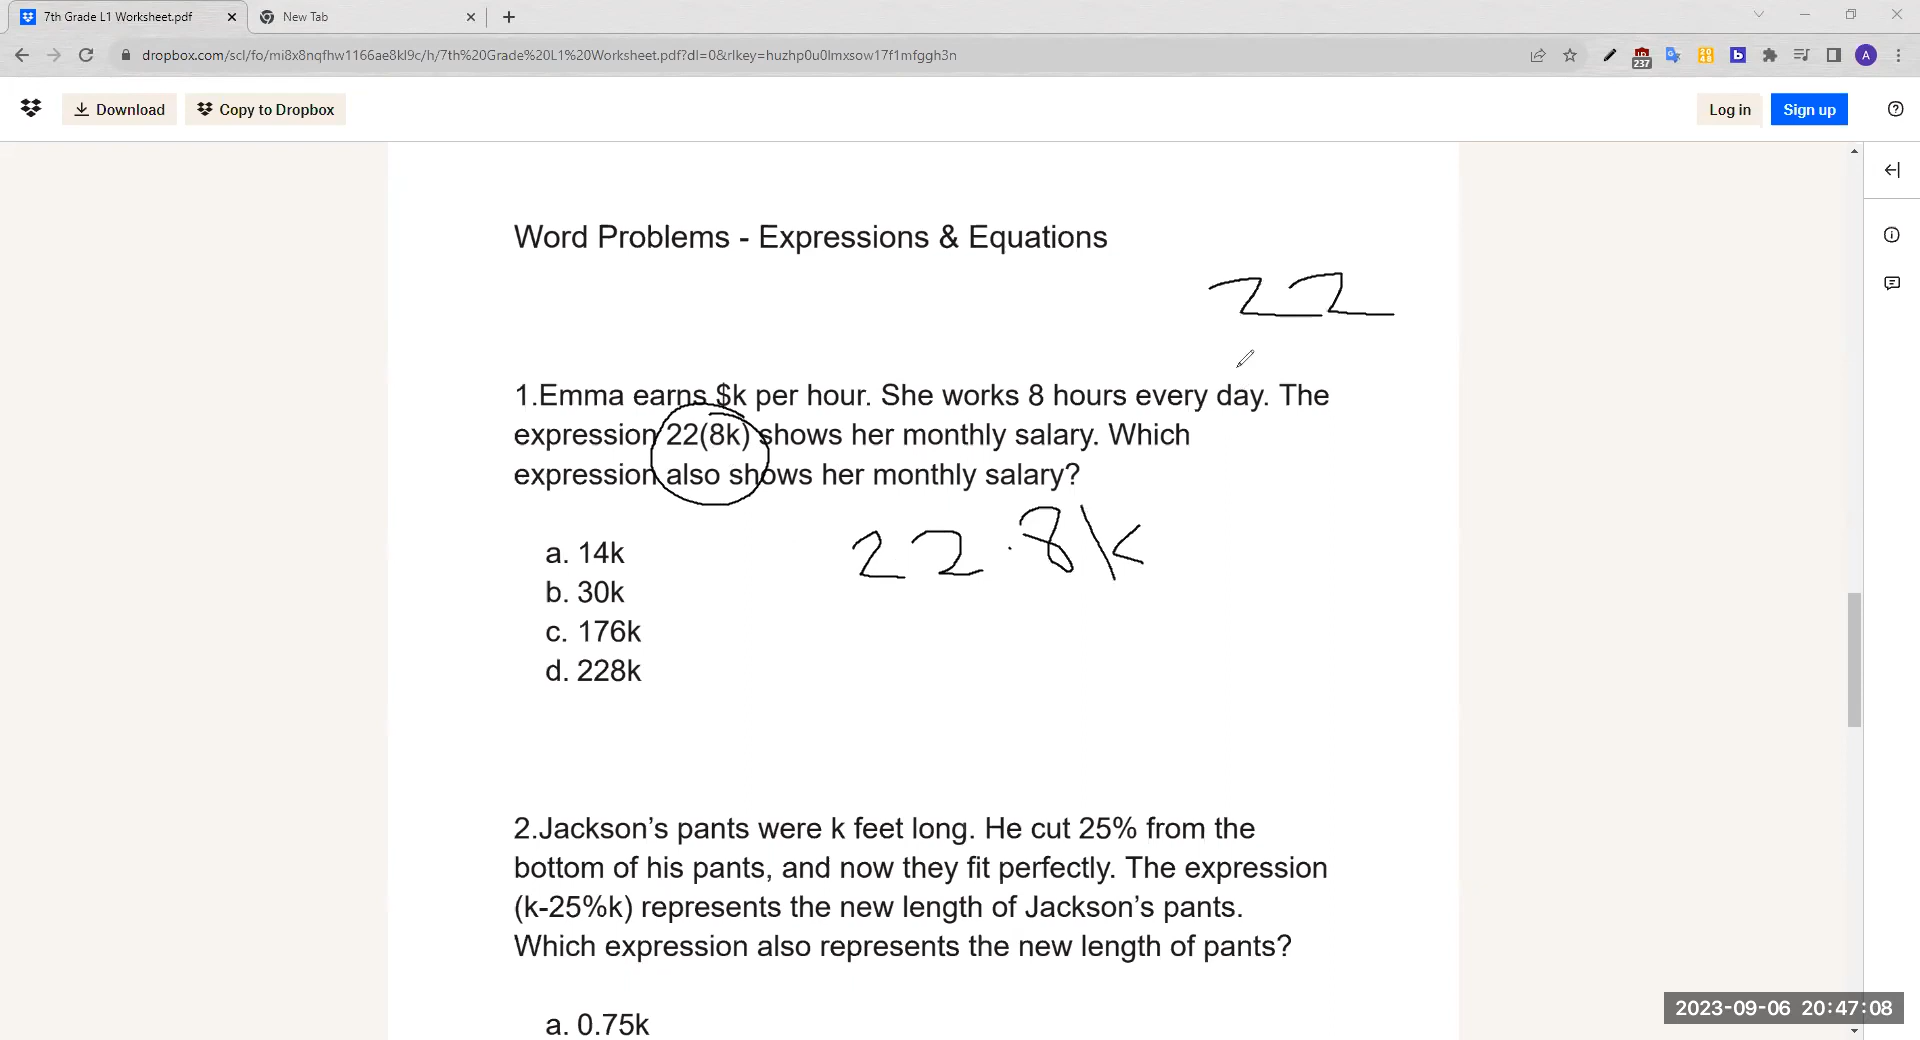 7th Grade L1 Worksheet.pdf
New Tab
dropbox.com/scl/fo/mi8x8nqfhw1166ae8kl9c/h/7th%20Grade%20L1%20Worksheet.pdf?dl=0&rlkey=huzhp0u0lmxsow17f1mfggh3n
237
20
48
b
A
Download
Copy to Dropbox
Log in
Sign up
Word Problems - Expressions & Equations
22
1.Emma earns $k per hour. She works 8 hours every day. The
expression 22(8k) shows her monthly salary. Which
expression also shows her monthly salary?
22.8k
a. 14k
b. 30k
c. 176k
d. 228k
2.Jackson’s pants were k feet long. He cut 25% from the
bottom of his pants, and now they fit perfectly. The expression
(k-25%k) represents the new length of Jackson’s pants.
Which expression also represents the new length of pants?
a. 0.75k
2023-09-06 20:47:08